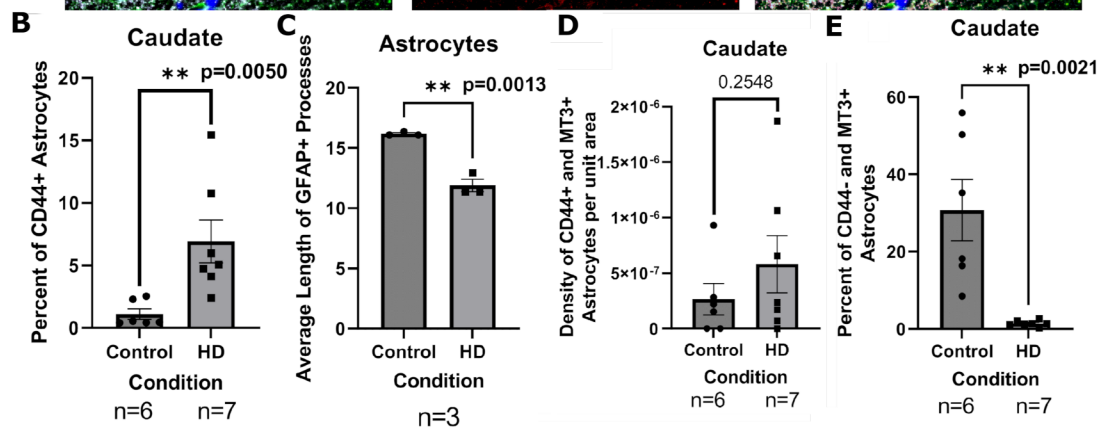 B
Caudate
Percent of CD44+ Astrocytes
** p=0.0050
20
15
10
5
0
Control HD
Condition
n=6 n=7
C
Astrocytes
Average Length of GFAP+ Processes
** p=0.0013
20
15
10
5
0
Control HD
Condition
n=3
D
Caudate
Density of CD44+ and MT3+
Astrocytes per unit area
0.2548
2×10-6
1.5×10-6
1×10-6
5×10-7
0
Control HD
Condition
n=6 n=7
E
Caudate
Percent of CD44- and MT3+
Astrocytes
** p=0.0021
60
40
20
0
Control HD
Condition
n=6 n=7